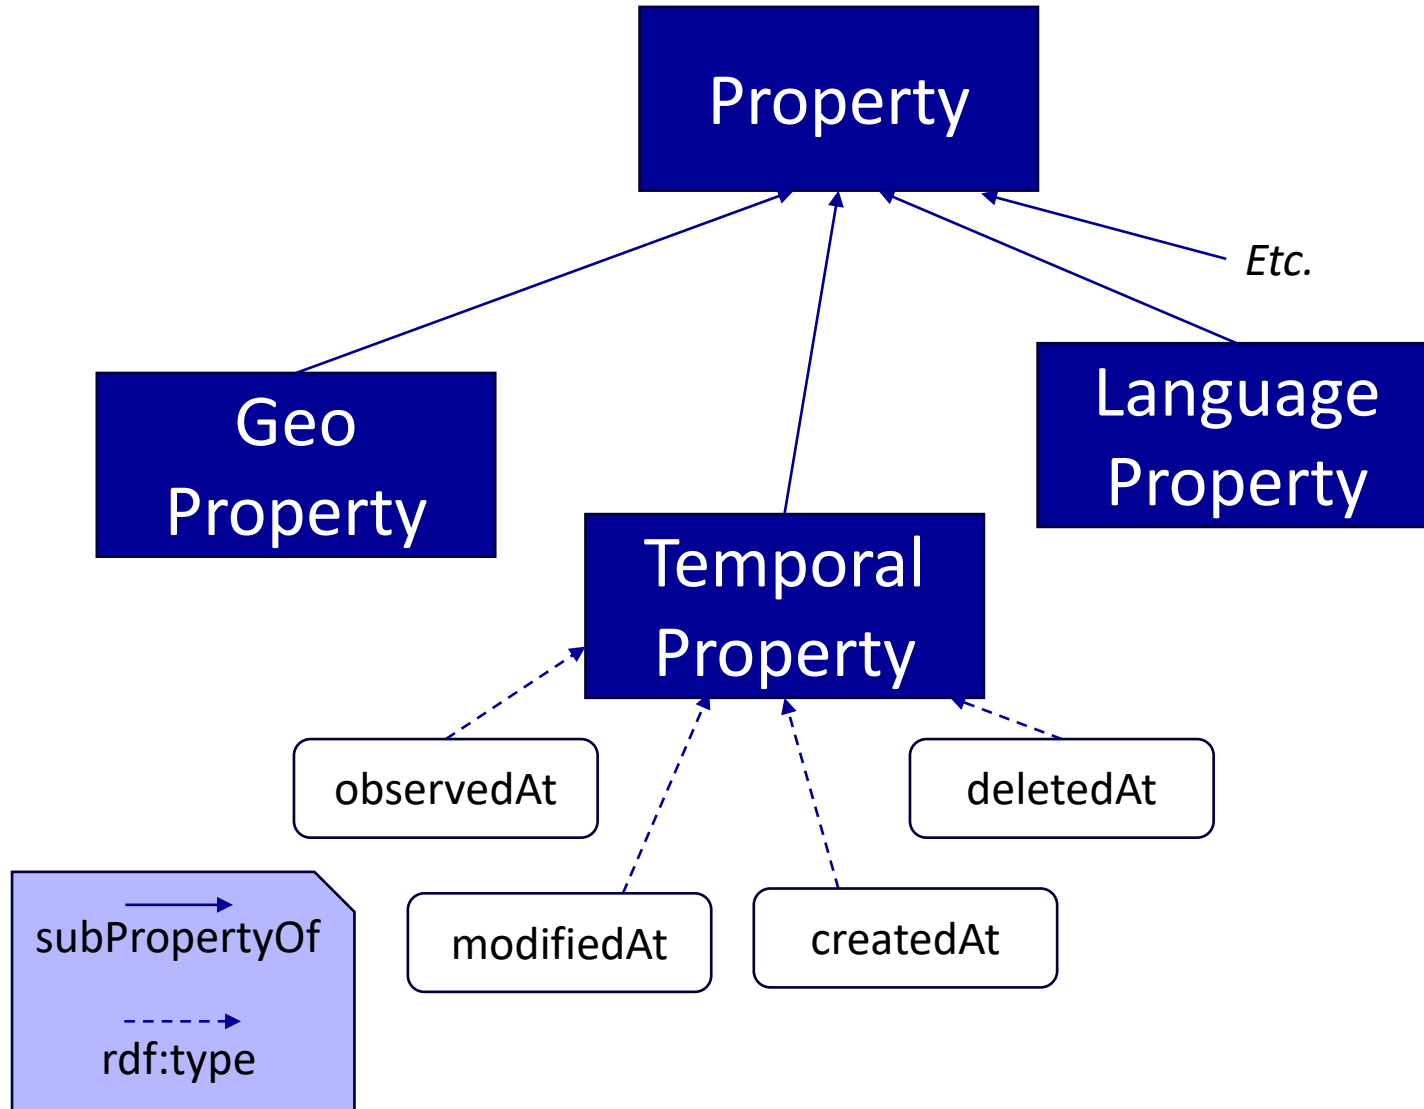 Property
Etc.
Geo
Property
Language
Property
Temporal
Property
observedAt
deletedAt
modifiedAt
createdAt
subPropertyOf
rdf:type